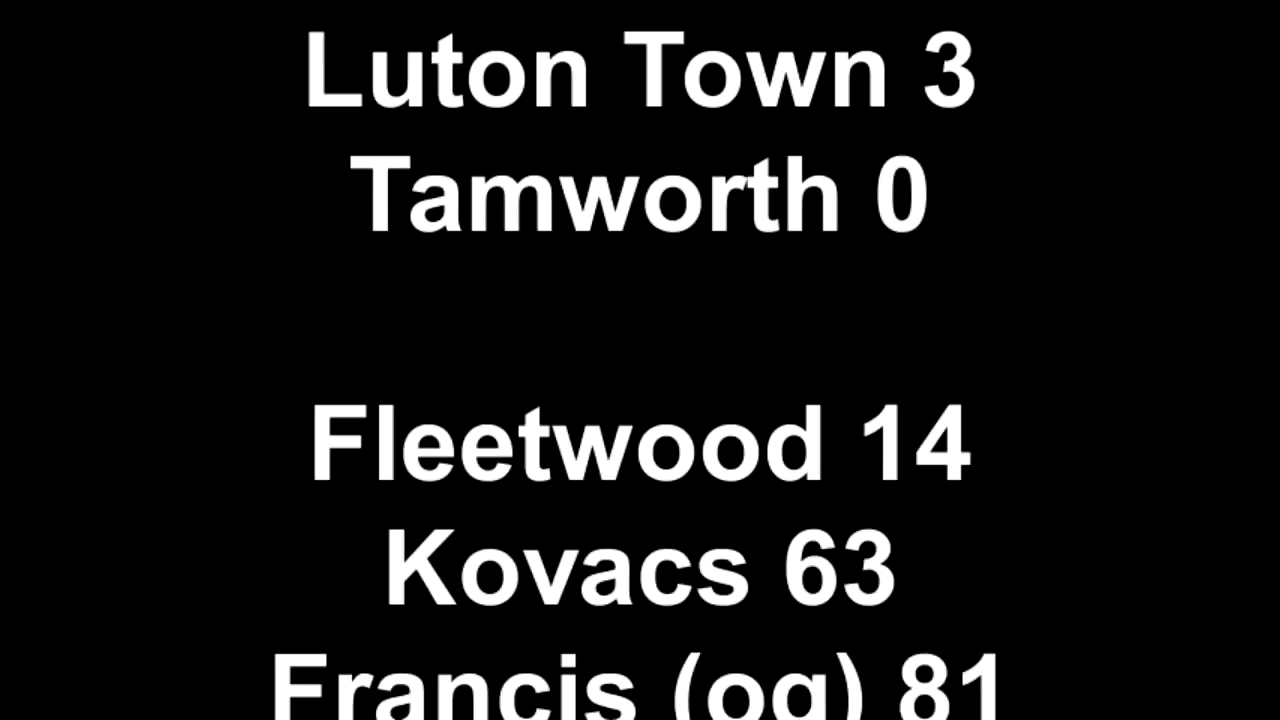 Luton Town 3
Tamworth 0
Fleetwood 14
Kovacs 63
Francis (og) 81